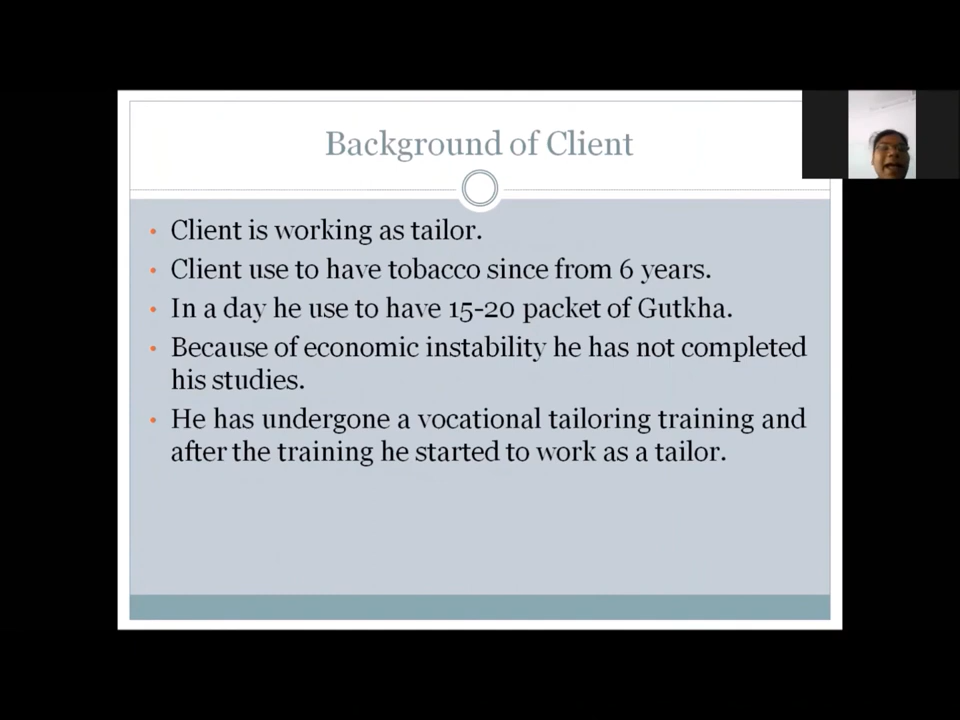 Background of Client
• Client is working as tailor.
• Client use to have tobacco since from 6 years.
• In a day he use to have 15-20 packet of Gutkha.
• Because of economic instability he has not completed
his studies.
• He has undergone a vocational tailoring training and
after the training he started to work as a tailor.